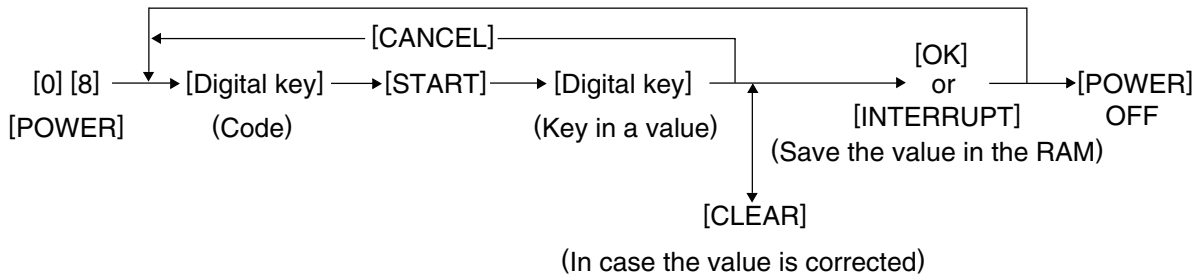 [CANCEL]
[0] [8]
[POWER]
[Digital key]
(Code)
[START]
[Digital key]
(Key in a value)
[OK]
or
[INTERRUPT]
(Save the value in the RAM)
[POWER]
OFF
[CLEAR]
(In case the value is corrected)